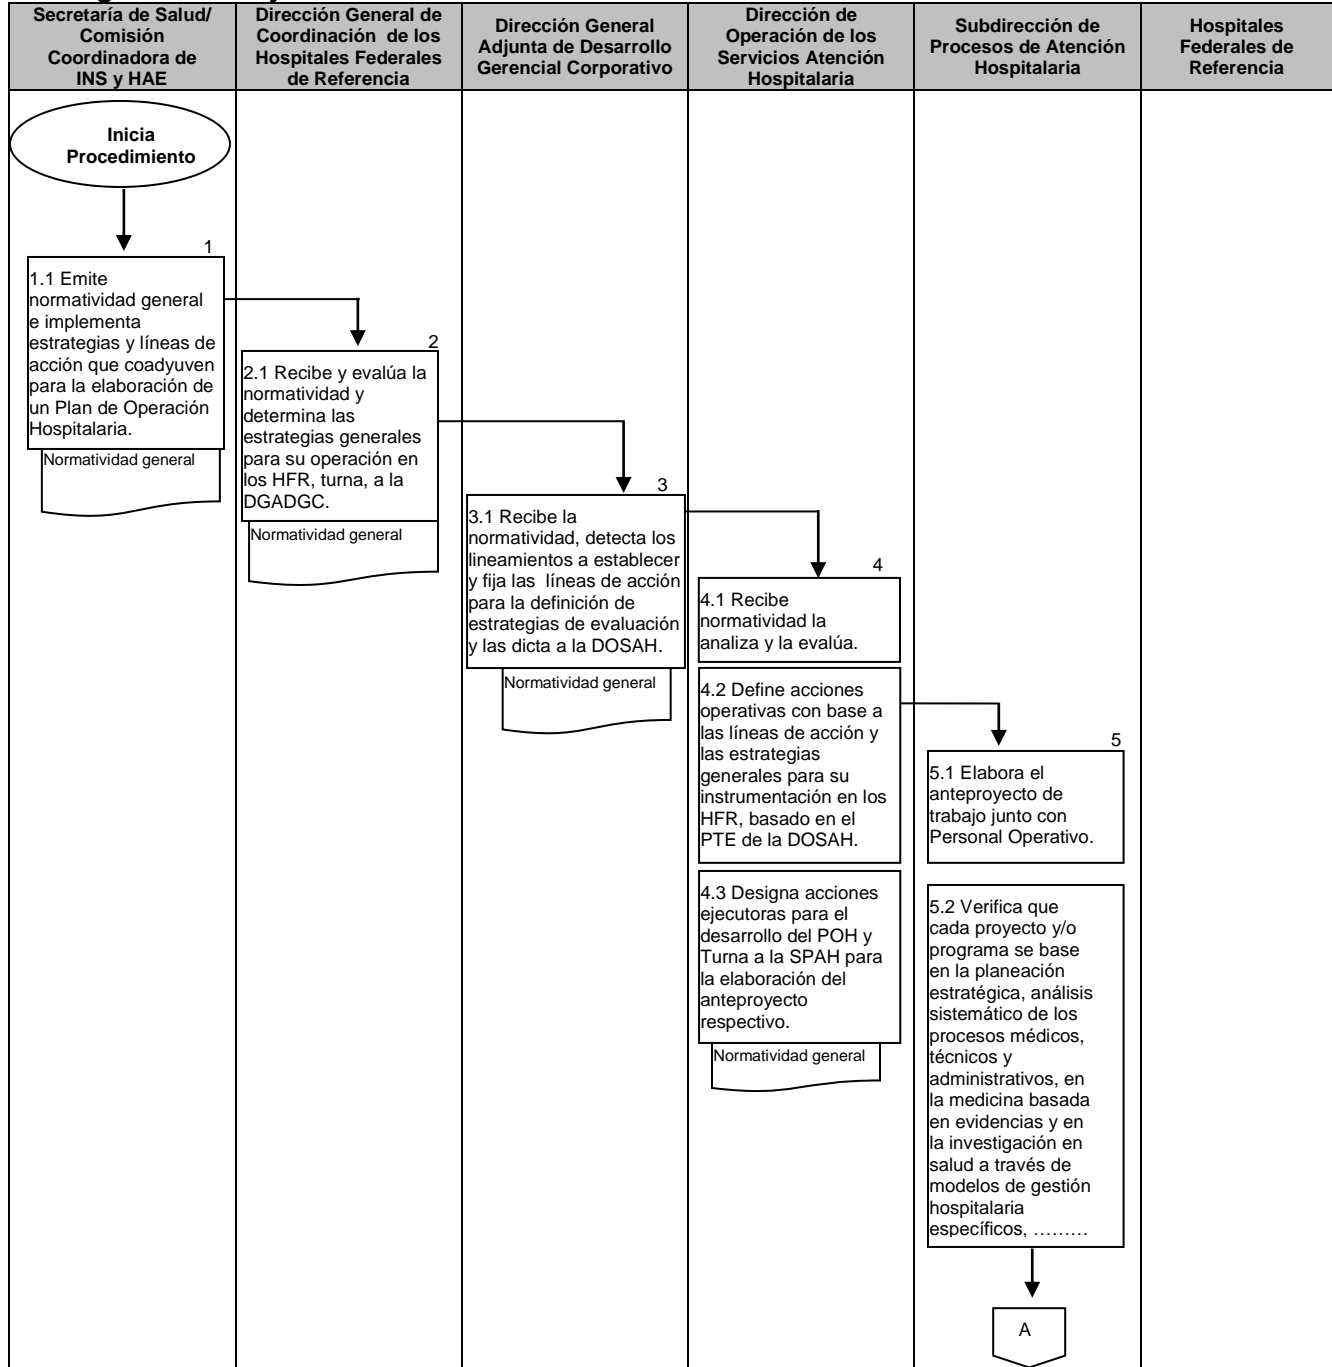 Secretaría de Salud/
Comisión
Coordinadora de
INS y HAE
Dirección General de
Coordinación de los
Hospitales Federales
de Referencia
Dirección General
Adjunta de Desarrollo
Gerencial Corporativo
Dirección de
Operación de los
Servicios Atención
Hospitalaria
Subdirección de
Procesos de Atención
Hospitalaria
Hospitales
Federales de
Referencia
Inicia
Procedimiento
1
1.1 Emite
normatividad general
e implementa
estrategias y líneas de
acción que coadyuven
para la elaboración de
un Plan de Operación
Hospitalaria.
Normatividad general
2
2.1 Recibe y evalúa la
normatividad y
determina las
estrategias generales
para su operación en
los HFR, turna, a la
DGADGC.
Normatividad general
3
3.1 Recibe la
normatividad, detecta los
lineamientos a establecer
y fija las líneas de acción
para la definición de
estrategias de evaluación
y las dicta a la DOSAH.
Normatividad general
4
4.1 Recibe
normatividad la
analiza y la evalúa.
4.2 Define acciones
operativas con base a
las líneas de acción y
las estrategias
generales para su
instrumentación en los
HFR, basado en el
PTE de la DOSAH.
4.3 Designa acciones
ejecutoras para el
desarrollo del POH y
Turna a la SPAH para
la elaboración del
anteproyecto
respectivo.
Normatividad general
5
5.1 Elabora el
anteproyecto de
trabajo junto con
Personal Operativo.
5.2 Verifica que
cada proyecto y/o
programa se base
en la planeación
estratégica, análisis
sistemático de los
procesos médicos,
técnicos y
administrativos, en
la medicina basada
en evidencias y en
la investigación en
salud a través de
modelos de gestión
hospitalaria
específicos, ………
A